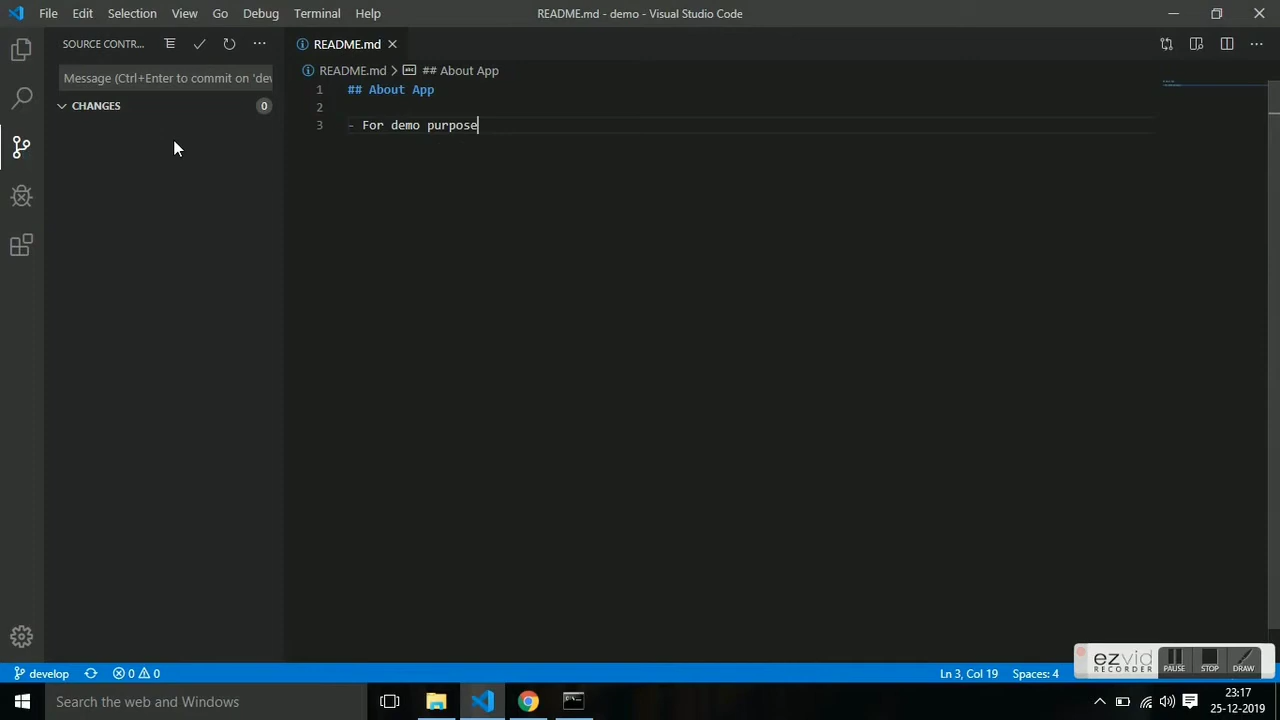 File Edit Selection View Go Debug Terminal Help
README.md - demo - Visual Studio Code
SOURCE CONTR...
README.md
Message (Ctrl+Enter to commit on 'dev
CHANGES 0
README.md > ## About App
1 ## About App
2
3 - For demo purpose
develop 0 0
Ln 3, Col 19 Spaces: 4
ezvid
RECORDER
PAUSE STOP DRAW
Search the web and Windows
23:17
25-12-2019